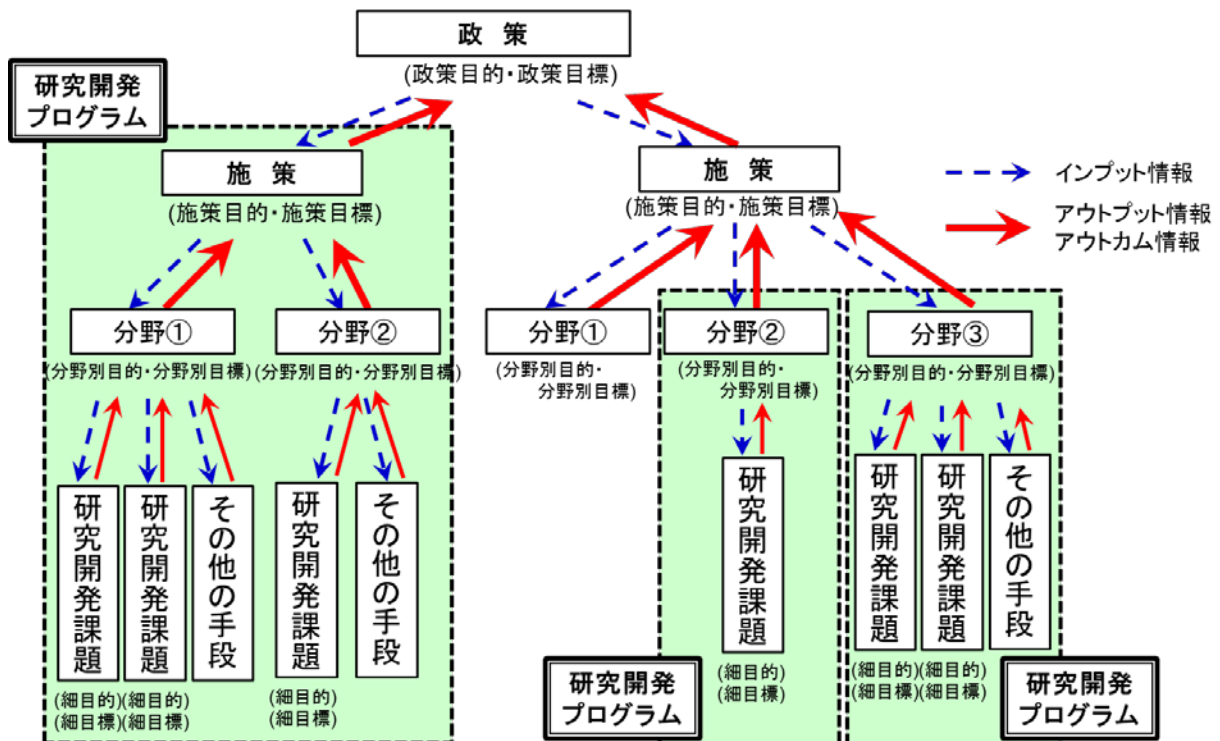 政 策
(政策目的・政策目標)
研究開発
プログラム
施 策
(施策目的・施策目標)
施 策
(施策目的・施策目標)
インプット情報
アウトプット情報
アウトカム情報
分野①
(分野別目的・分野別目標)
分野②
(分野別目的・分野別目標)
分野①
(分野別目的・
分野別目標)
分野②
(分野別目的・
分野別目標)
分野③
(分野別目的・分野別目標)
研究開発課題
研究開発課題
その他の手段
研究開発課題
その他の手段
研究開発課題
研究開発課題
研究開発課題
その他の手段
(細目的)(細目的)
(細目標)(細目標)
(細目的)
(細目標)
(細目的)
(細目標)
(細目的)(細目的)
(細目標)(細目標)
研究開発
プログラム
研究開発
プログラム